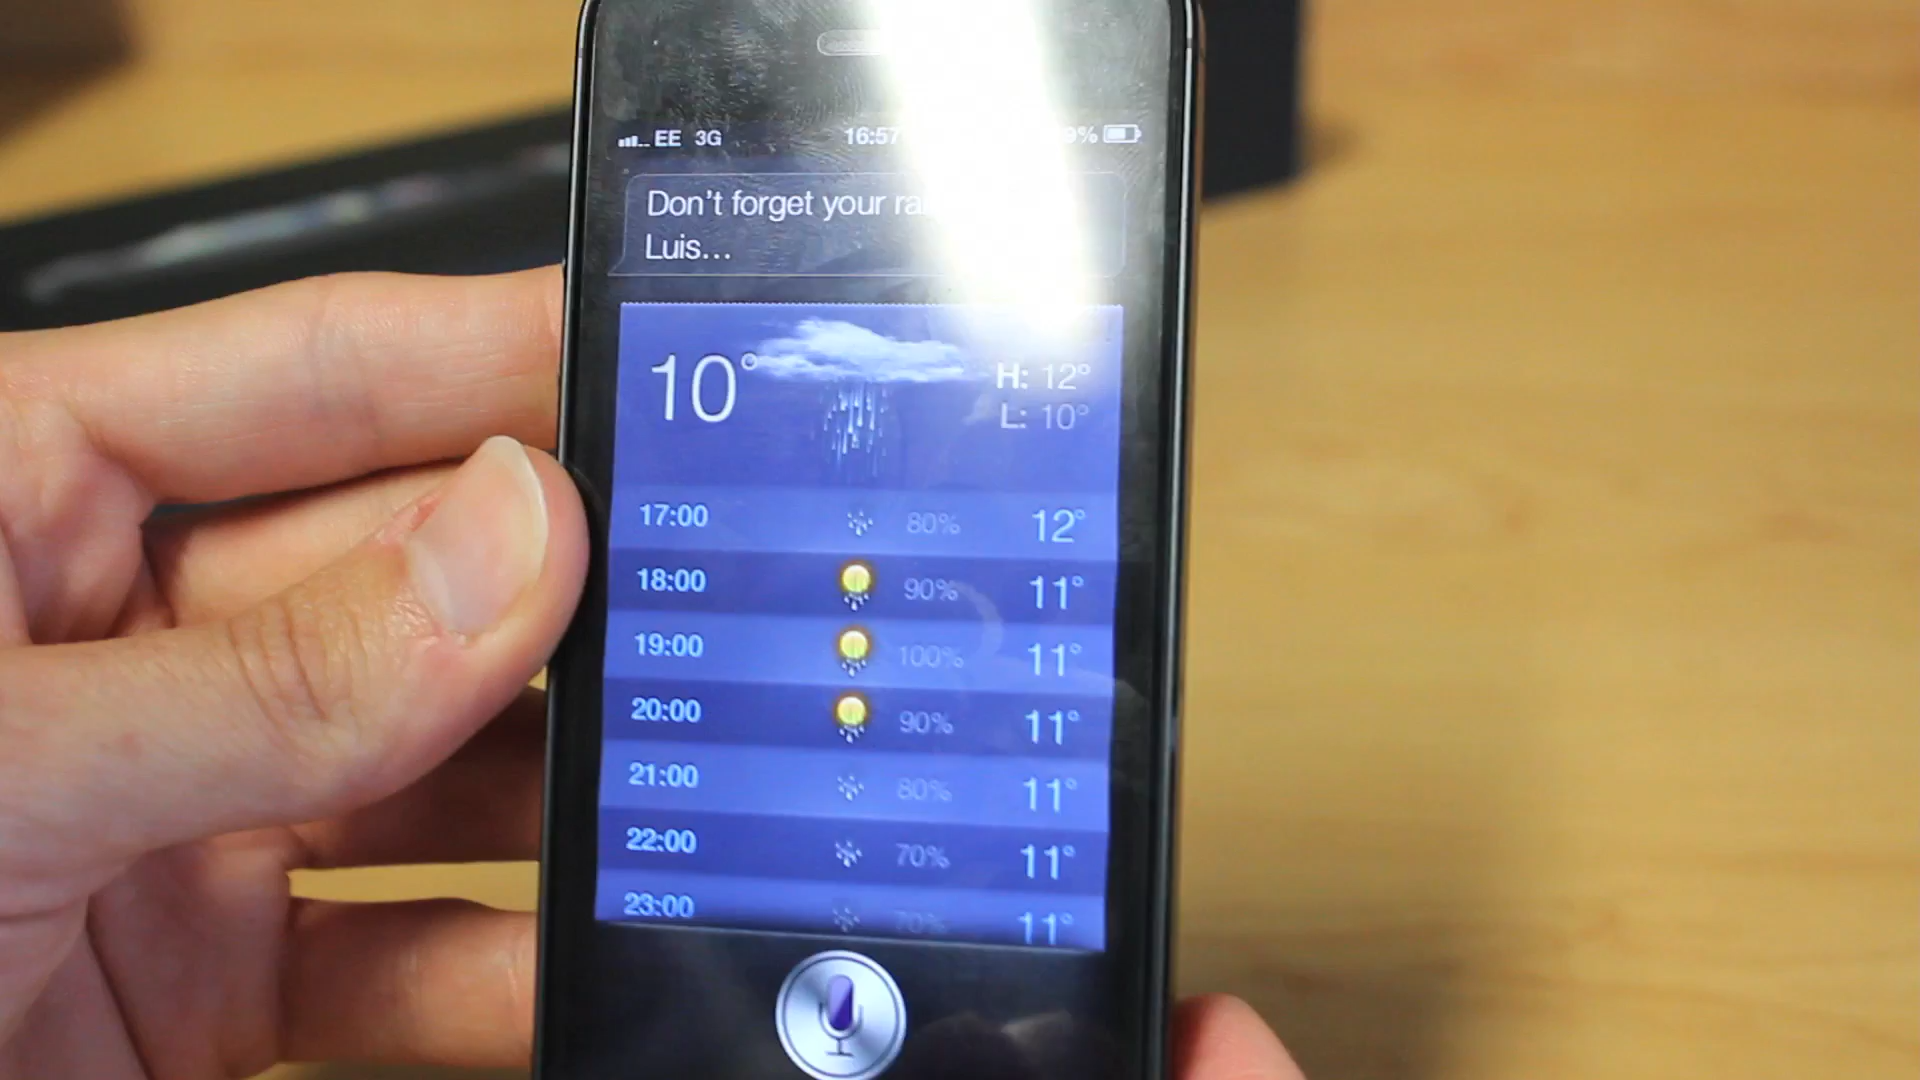 EE 3G 16:57
Don't forget your
Luis...
10° H: 12°
L: 10°
17:00 80% 12°
18:00 90% 11°
19:00 100% 11°
20:00 90% 11°
21:00 80% 11°
22:00 70% 11°
23:00 70% 11°